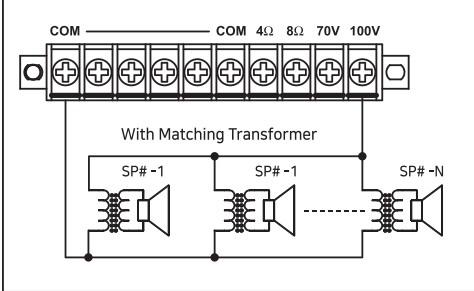 COM COM 4Ω 8Ω 70V 100V
With Matching Transformer
SP# -1 SP# -1 SP# -N